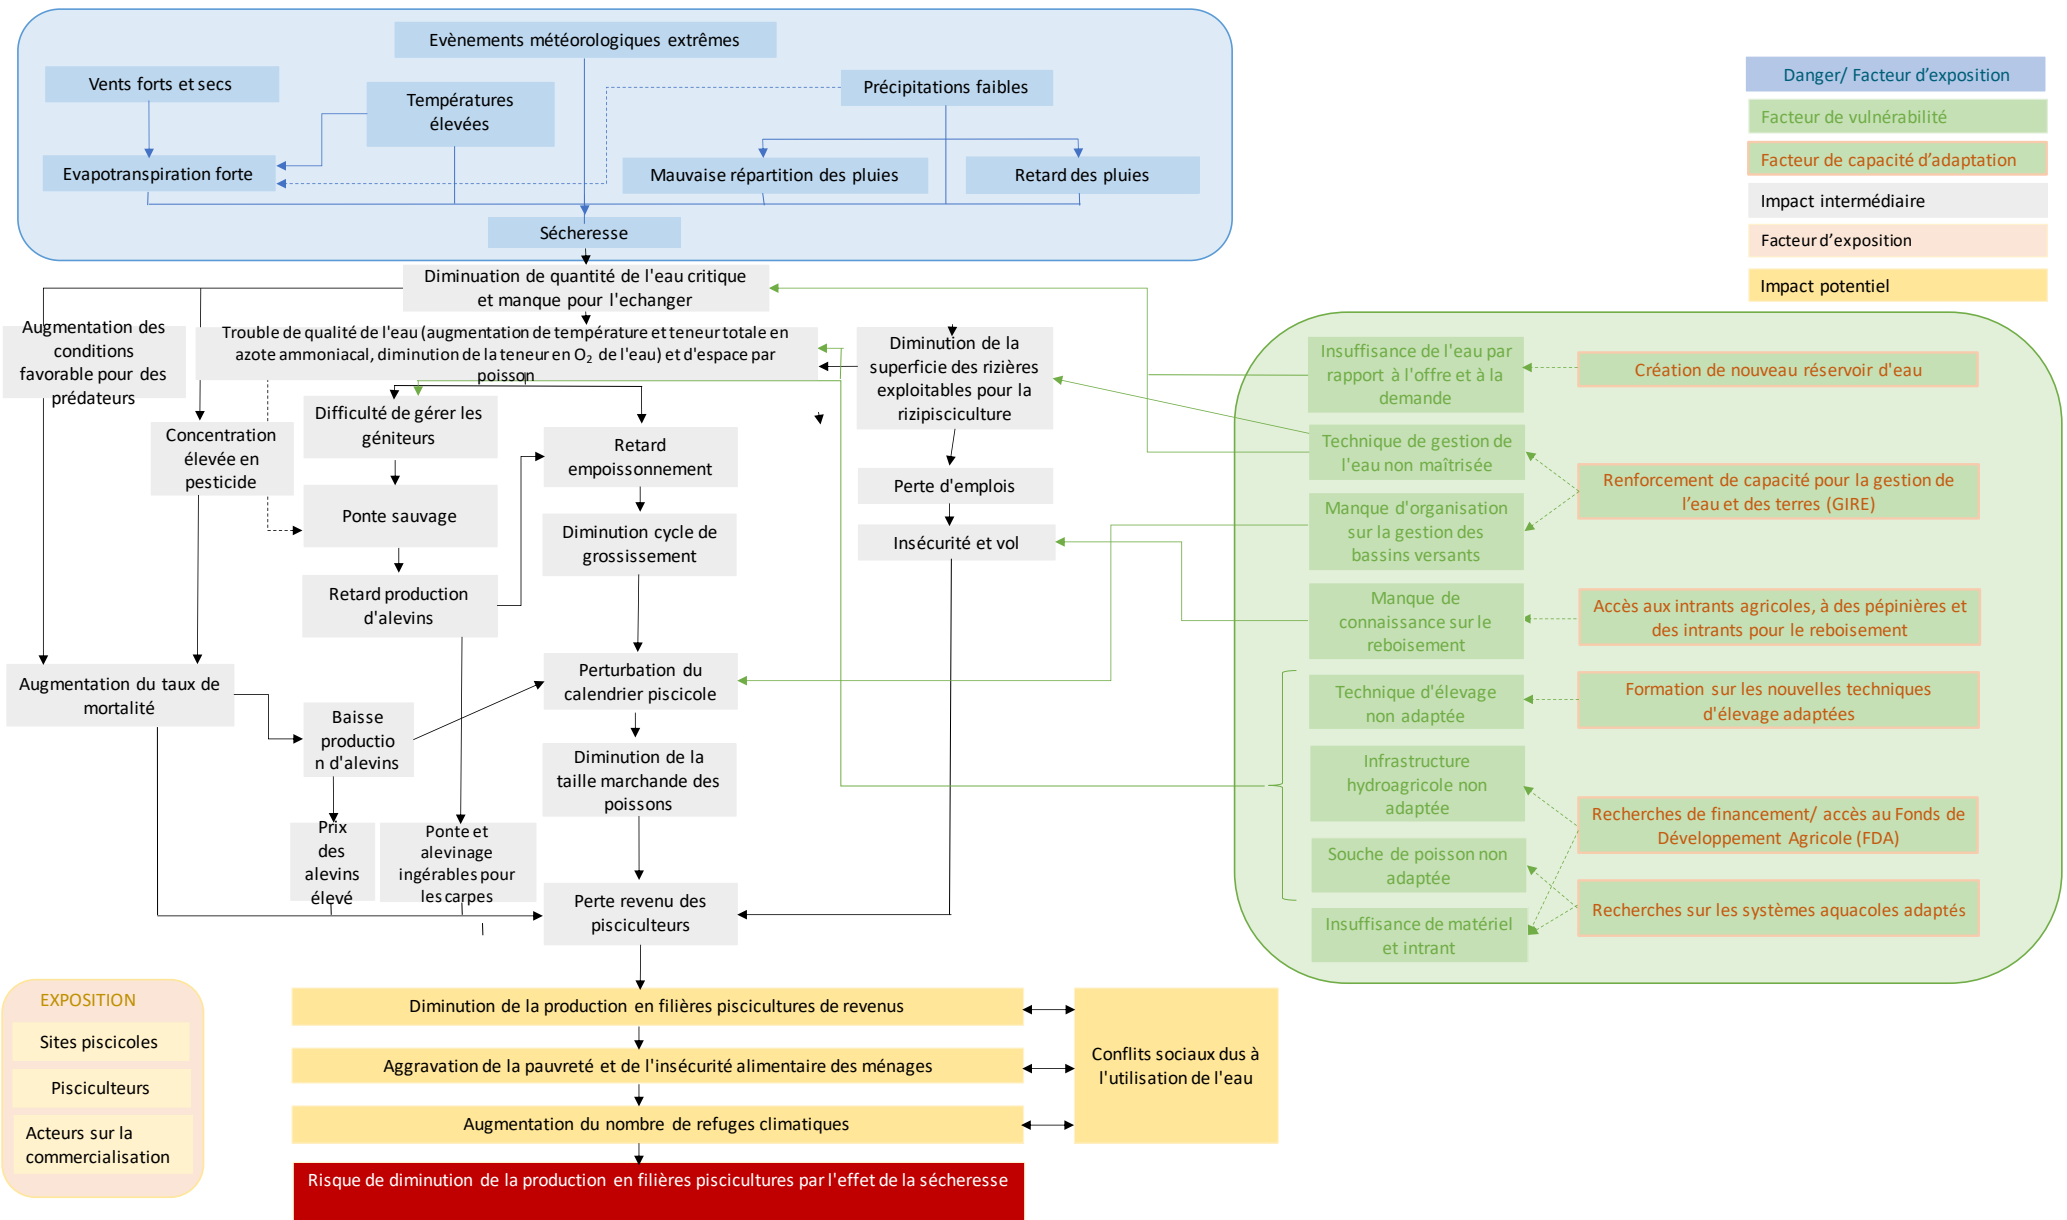 Evènements météorologiques extrêmes
Vents forts et secs
Températures
élevées
Précipitations faibles
Evapotranspiration forte
Mauvaise répartition des pluies
Retard des pluies
Sécheresse
Danger/ Facteur d’exposition
Facteur de vulnérabilité
Facteur de capacité d’adaptation
Impact intermédiaire
Facteur d’exposition
Impact potentiel
Diminuation de quantité de l'eau critique
et manque pour l'echanger
Augmentation des
conditions
favorable pour des
prédateurs
Trouble de qualité de l'eau (augmentation de température et teneur totale en
azote ammoniacal, diminution de la teneur en O₂ de l'eau) et d'espace par
poisson
Diminution de la
superficie des rizières
exploitables pour la
rizipisciculture
Concentration
élevée en
pesticide
Difficulté de gérer les
géniteurs
Retard
empoissonnement
Perte d'emplois
Ponte sauvage
Diminution cycle de
grossissement
Insécurité et vol
Retard production
d'alevins
Augmentation du taux de
mortalité
Perturbation du
calendrier piscicole
Baisse
productio
n d'alevins
Diminution de la
taille marchande des
poissons
Prix
des
alevins
élevé
Ponte et
alevinage
ingérables pour
les carpes
Perte revenu des
pisciculteurs
Insuffisance de l'eau par
rapport à l'offre et à la
demande
Création de nouveau réservoir d'eau
Technique de gestion de
l'eau non maîtrisée
Renforcement de capacité pour la gestion de
l’eau et des terres (GIRE)
Manque d'organisation
sur la gestion des
bassins versants
Manque de
connaissance sur le
reboisement
Accès aux intrants agricoles, à des pépinières et
des intrants pour le reboisement
Technique d'élevage
non adaptée
Formation sur les nouvelles techniques
d'élevage adaptées
Infrastructure
hydroagricole non
adaptée
Recherches de financement/ accès au Fonds de
Développement Agricole (FDA)
Souche de poisson non
adaptée
Recherches sur les systèmes aquacoles adaptés
Insuffisance de matériel
et intrant
EXPOSITION
Sites piscicoles
Pisciculteurs
Acteurs sur la
commercialisation
Diminution de la production en filières piscicultures de revenus
Aggravation de la pauvreté et de l'insécurité alimentaire des ménages
Augmentation du nombre de refuges climatiques
Conflits sociaux dus à
l'utilisation de l'eau
Risque de diminution de la production en filières piscicultures par l'effet de la sécheresse